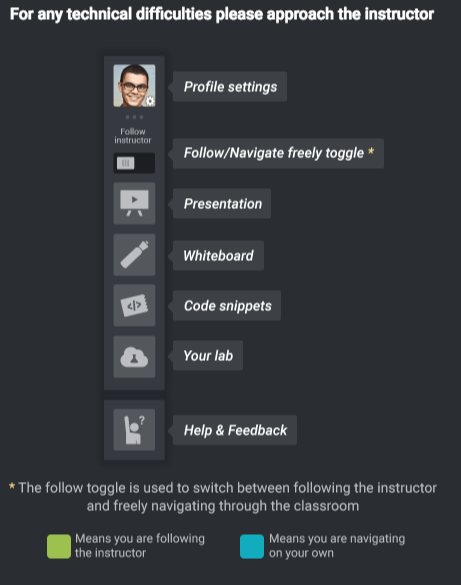 For any technical difficulties please approach the instructor
Profile settings
Follow
instructor
Follow/Navigate freely toggle *
Presentation
Whiteboard
</>
Code snippets
Your lab
?
Help & Feedback
* The follow toggle is used to switch between following the instructor
and freely navigating through the classroom
Means you are following
the instructor
Means you are navigating
on your own